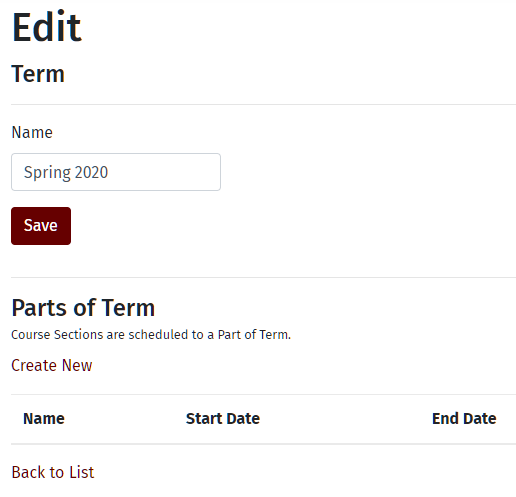 Edit
Term
Name
Spring 2020
Save
Parts of Term
Course Sections are scheduled to a Part of Term.
Create New
Name Start Date End Date
Back to List